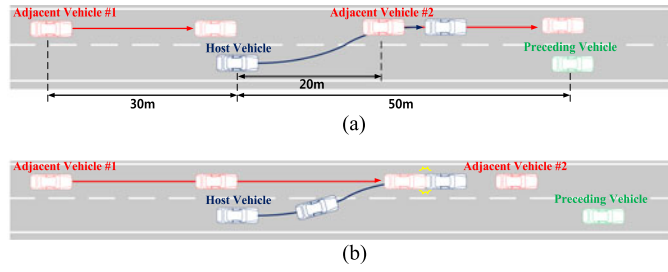 Adjacent Vehicle #1
Adjacent Vehicle #2
Host Vehicle
Preceding Vehicle
20m
30m
50m
(a)
Adjacent Vehicle #1
Adjacent Vehicle #2
Host Vehicle
Preceding Vehicle
(b)